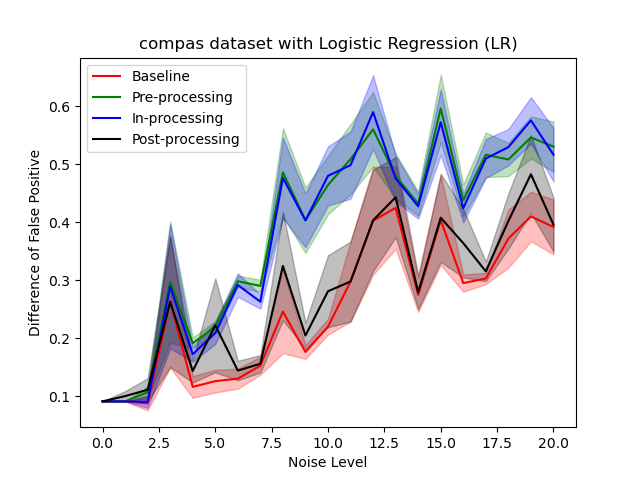 compas dataset with Logistic Regression (LR)
Baseline
Pre-processing
In-processing
Post-processing
Difference of False Positive
0.6
0.5
0.4
0.3
0.2
0.1
0.0 2.5 5.0 7.5 10.0 12.5 15.0 17.5 20.0
Noise Level